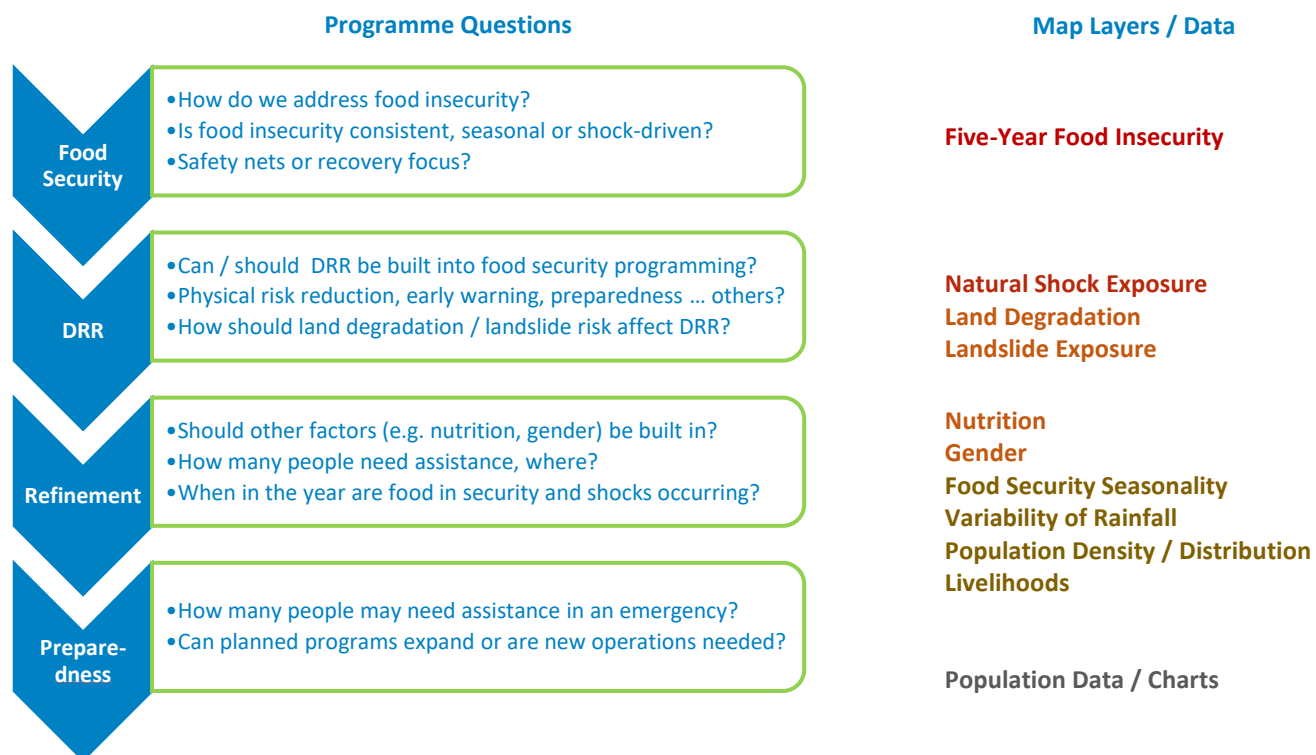 Programme Questions
Map Layers / Data
Food
Security
•How do we address food insecurity?
•Is food insecurity consistent, seasonal or shock-driven?
•Safety nets or recovery focus?
Five-Year Food Insecurity
DRR
•Can / should  DRR be built into food security programming?
•Physical risk reduction, early warning, preparedness ... others?
•How should land degradation / landslide risk affect DRR?
Natural Shock Exposure
Land Degradation
Landslide Exposure
Refinement
•Should other factors (e.g. nutrition, gender) be built in?
•How many people need assistance, where?
•When in the year are food in security and shocks occurring?
Nutrition
Gender
Food Security Seasonality
Variability of Rainfall
Population Density / Distribution
Livelihoods
Prepare-
dness
•How many people may need assistance in an emergency?
•Can planned programs expand or are new operations needed?
Population Data / Charts